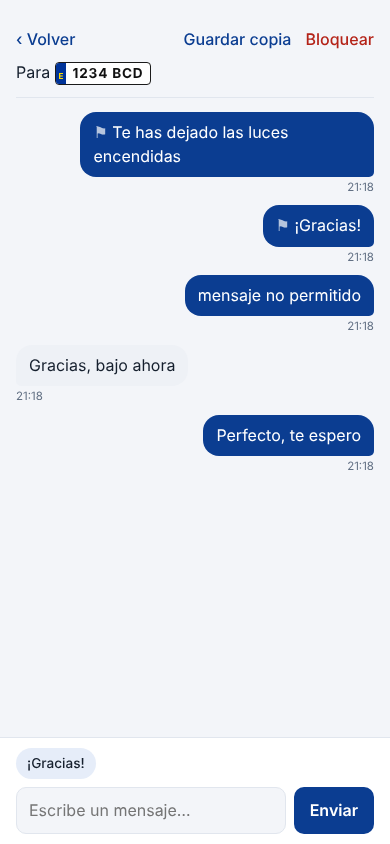 ‹ Volver
Guardar copia
Bloquear
Para E 1234 BCD
⚑ Te has dejado las luces
encendidas
21:18
⚑ ¡Gracias!
21:18
mensaje no permitido
21:18
Gracias, bajo ahora
21:18
Perfecto, te espero
21:18
¡Gracias!
Escribe un mensaje...
Enviar